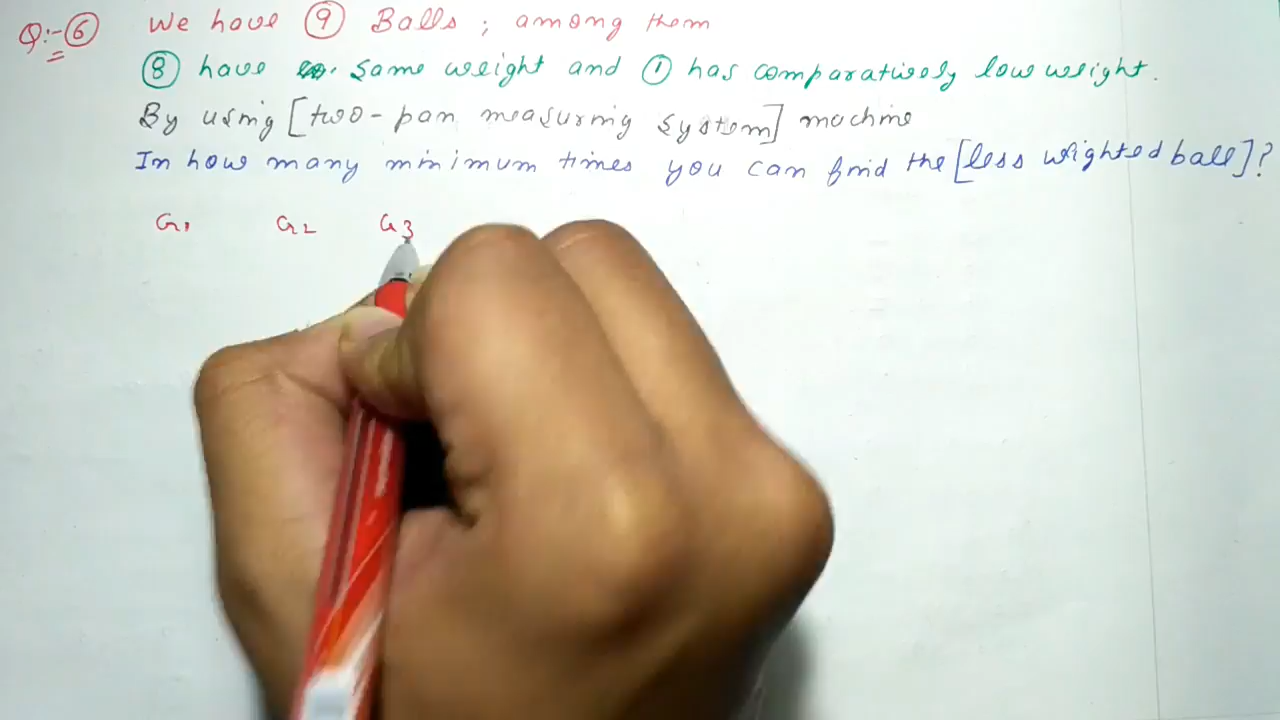 Q:-⑥ We have ⑨ Balls ; among them
⑧ have same weight and ① has comparatively low weight.
By using [two-pan measuring system] machine
In how many minimum times you can find the [less weighted ball]?
G1 G2 G3